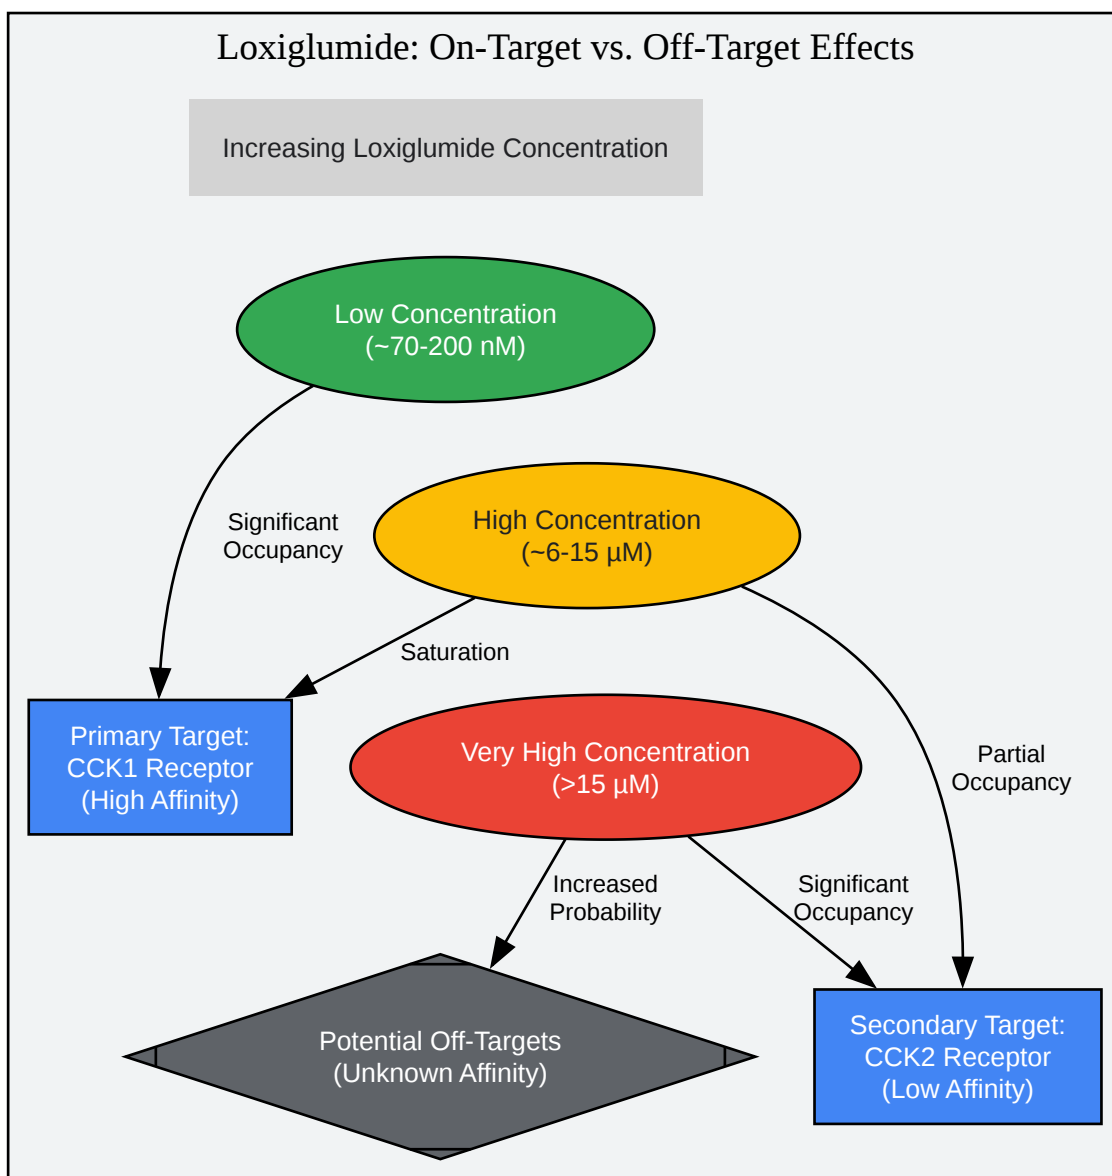 Loxiglumide: On-Target vs. Off-Target Effects
Increasing Loxiglumide Concentration
Low Concentration
(~70-200 nM)
Significant
Occupancy
High Concentration
(~6-15 µM)
Saturation
Primary Target:
CCK1 Receptor
(High Affinity)
Very High Concentration
(>15 µM)
Partial
Occupancy
Increased
Probability
Significant
Occupancy
Potential Off-Targets
(Unknown Affinity)
Secondary Target:
CCK2 Receptor
(Low Affinity)